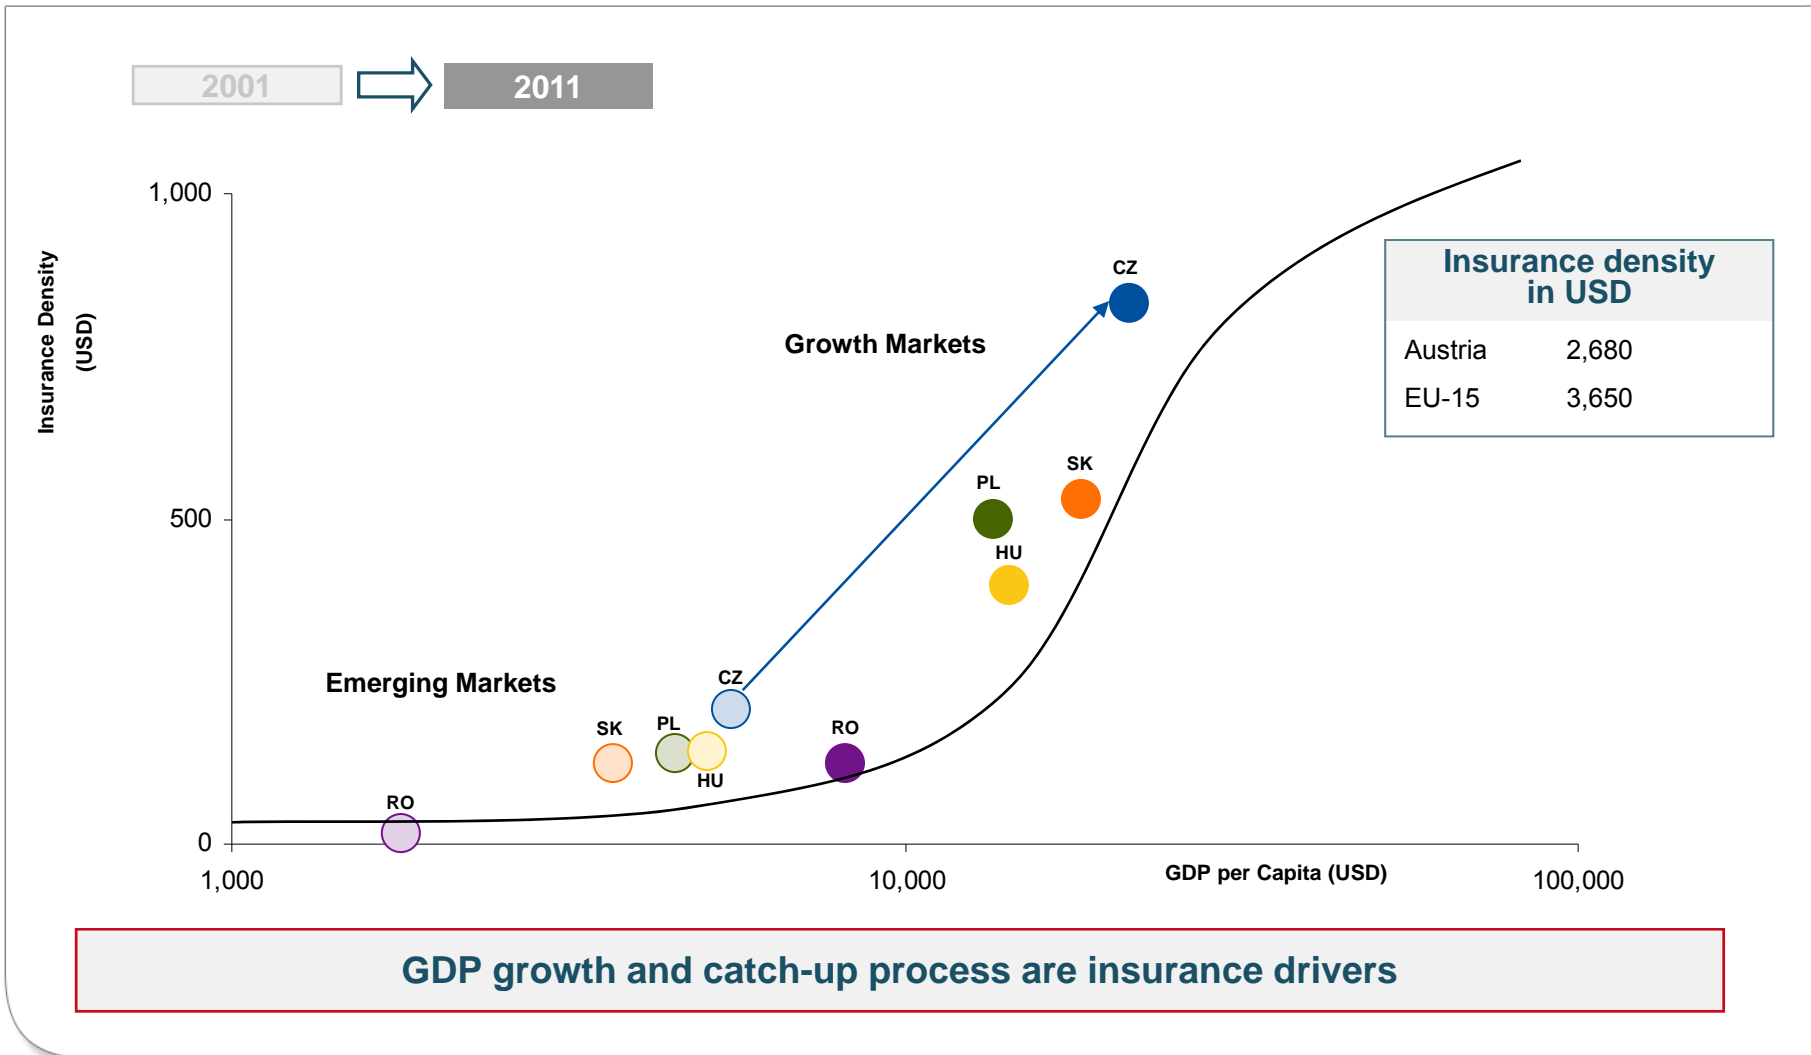 2001
2011
1,000
500
0
Insurance Density
(USD)
Growth Markets
Emerging Markets
CZ
SK
PL
HU
CZ
SK
PL
HU
RO
RO
1,000
10,000
GDP per Capita (USD)
100,000
Insurance density
in USD
Austria 2,680
EU-15 3,650
GDP growth and catch-up process are insurance drivers